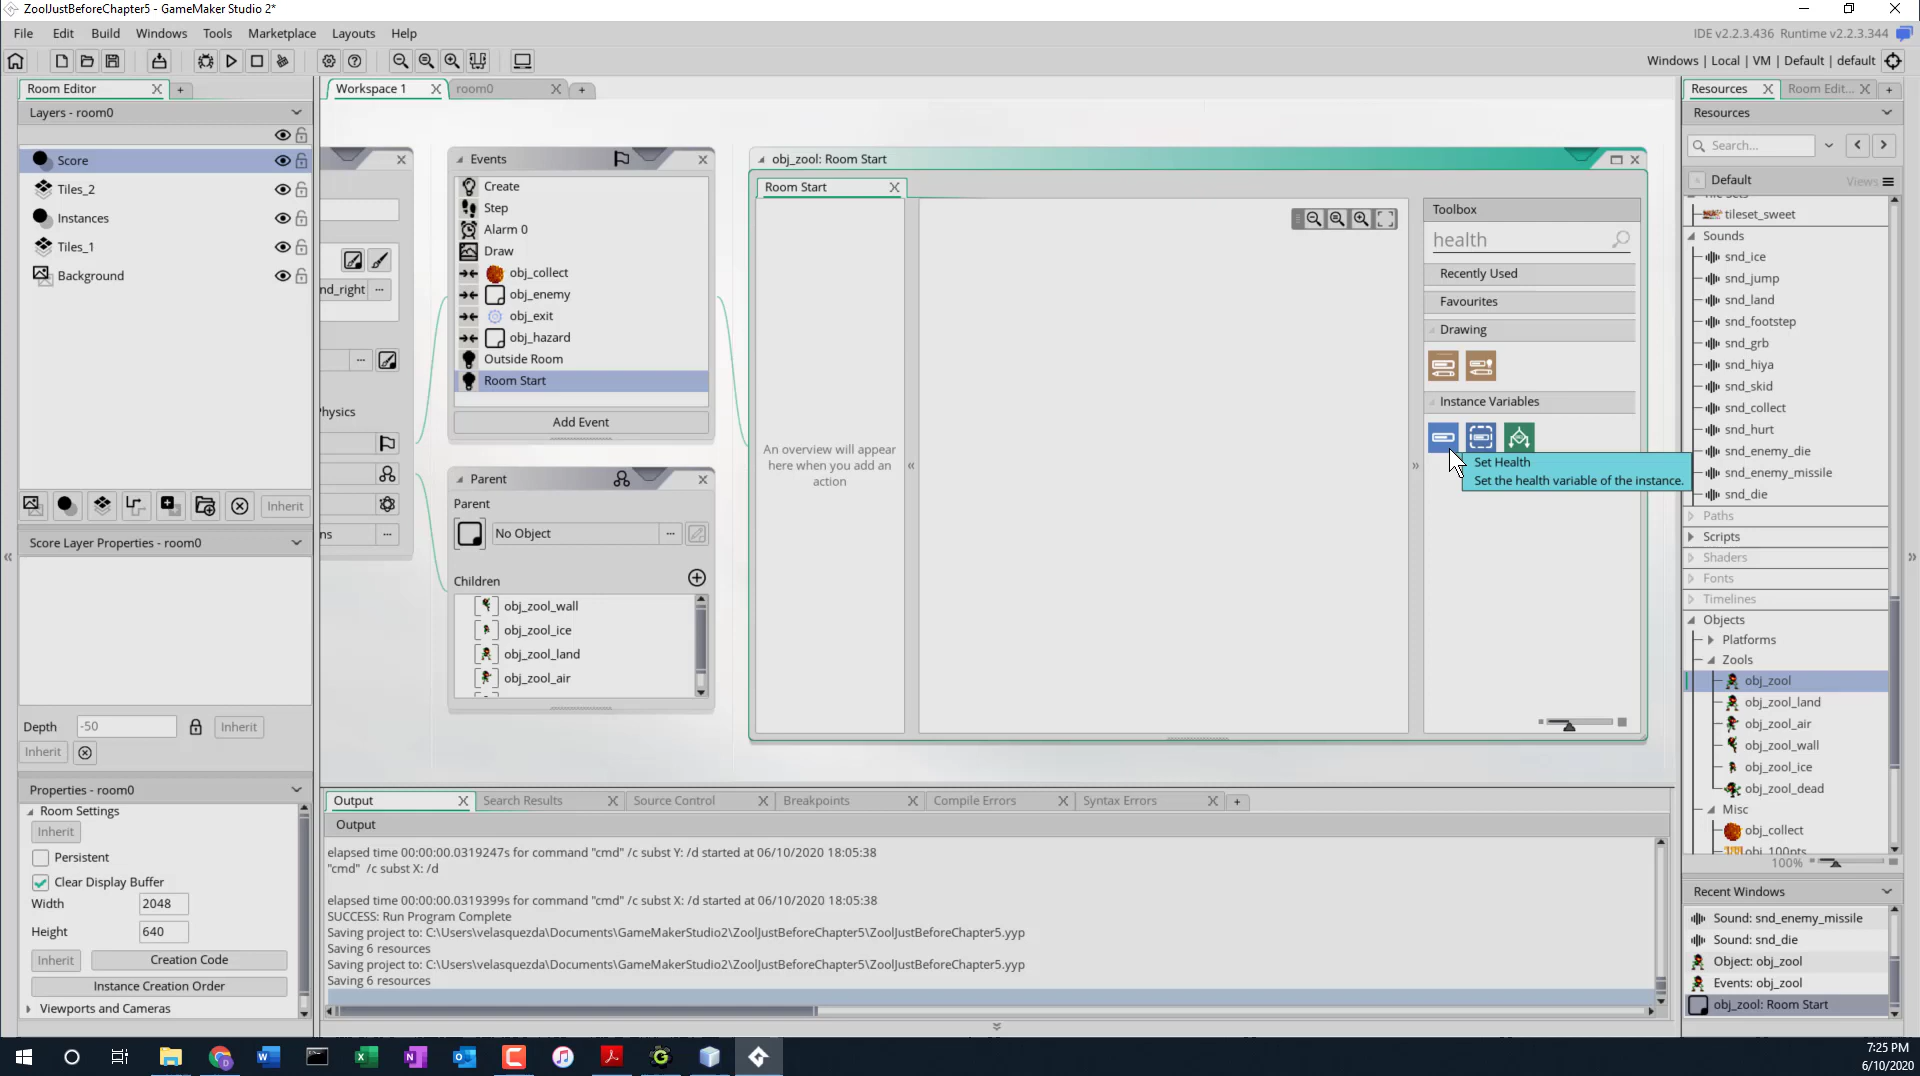 ZoolJustBeforeChapter5 - GameMaker Studio 2*
File Edit Build Windows Tools Marketplace Layouts Help
IDE v2.2.3.436 Runtime v2.2.3.344
Windows | Local | VM | Default | default
Room Editor
Layers - room0
Score
Tiles_2
Instances
Tiles_1
Background
Inherit
Score Layer Properties - room0
Depth -50 Inherit
Inherit
Properties - room0
Room Settings
Inherit
Persistent
Clear Display Buffer
Width 2048
Height 640
Inherit Creation Code
Instance Creation Order
Viewports and Cameras
Workspace 1
room0
nd_right
Physics
ns
Events
Create
Step
Alarm 0
Draw
obj_collect
obj_enemy
obj_exit
obj_hazard
Outside Room
Room Start
Add Event
Parent
Parent
No Object
Children
obj_zool_wall
obj_zool_ice
obj_zool_land
obj_zool_air
obj_zool: Room Start
Room Start
An overview will appear
here when you add an
action
Toolbox
health
Recently Used
Favourites
Drawing
Instance Variables
Set Health
Set the health variable of the instance.
Output Search Results Source Control Breakpoints Compile Errors Syntax Errors
Output
elapsed time 00:00:00.0319247s for command "cmd" /c subst Y: /d started at 06/10/2020 18:05:38
"cmd" /c subst X: /d
elapsed time 00:00:00.0319399s for command "cmd" /c subst X: /d started at 06/10/2020 18:05:38
SUCCESS: Run Program Complete
Saving project to: C:\Users\velasquezda\Documents\GameMakerStudio2\ZoolJustBeforeChapter5\ZoolJustBeforeChapter5.yyp
Saving 6 resources
Saving project to: C:\Users\velasquezda\Documents\GameMakerStudio2\ZoolJustBeforeChapter5\ZoolJustBeforeChapter5.yyp
Saving 6 resources
Resources
Room Edit...
Resources
Search...
Default
Views
Tile Sets
tileset_sweet
Sounds
snd_ice
snd_jump
snd_land
snd_footstep
snd_grb
snd_hiya
snd_skid
snd_collect
snd_hurt
snd_enemy_die
snd_enemy_missile
snd_die
Paths
Scripts
Shaders
Fonts
Timelines
Objects
Platforms
Zools
obj_zool
obj_zool_land
obj_zool_air
obj_zool_wall
obj_zool_ice
obj_zool_dead
Misc
obj_collect
obj_100pts
100%
Recent Windows
Sound: snd_enemy_missile
Sound: snd_die
Object: obj_zool
Events: obj_zool
obj_zool: Room Start
7:25 PM
6/10/2020